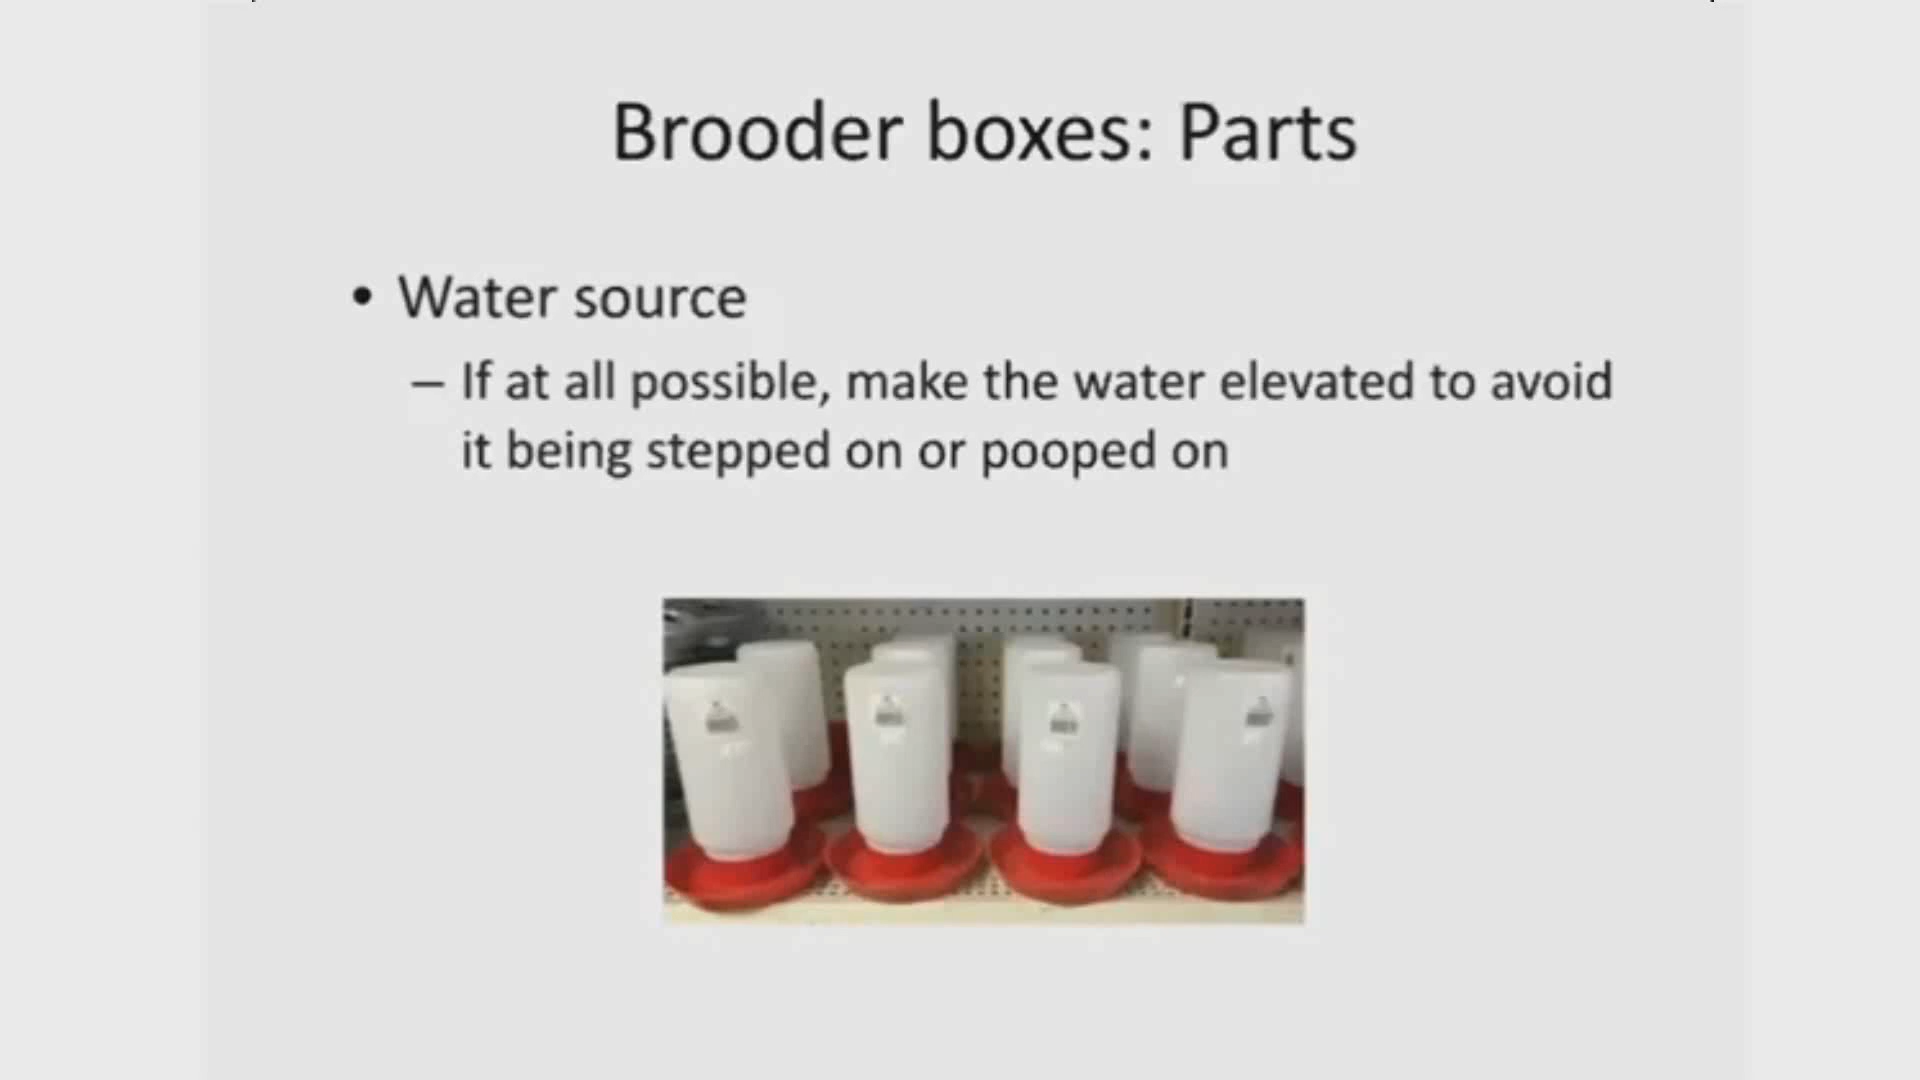 Brooder boxes: Parts
• Water source
– If at all possible, make the water elevated to avoid
it being stepped on or pooped on